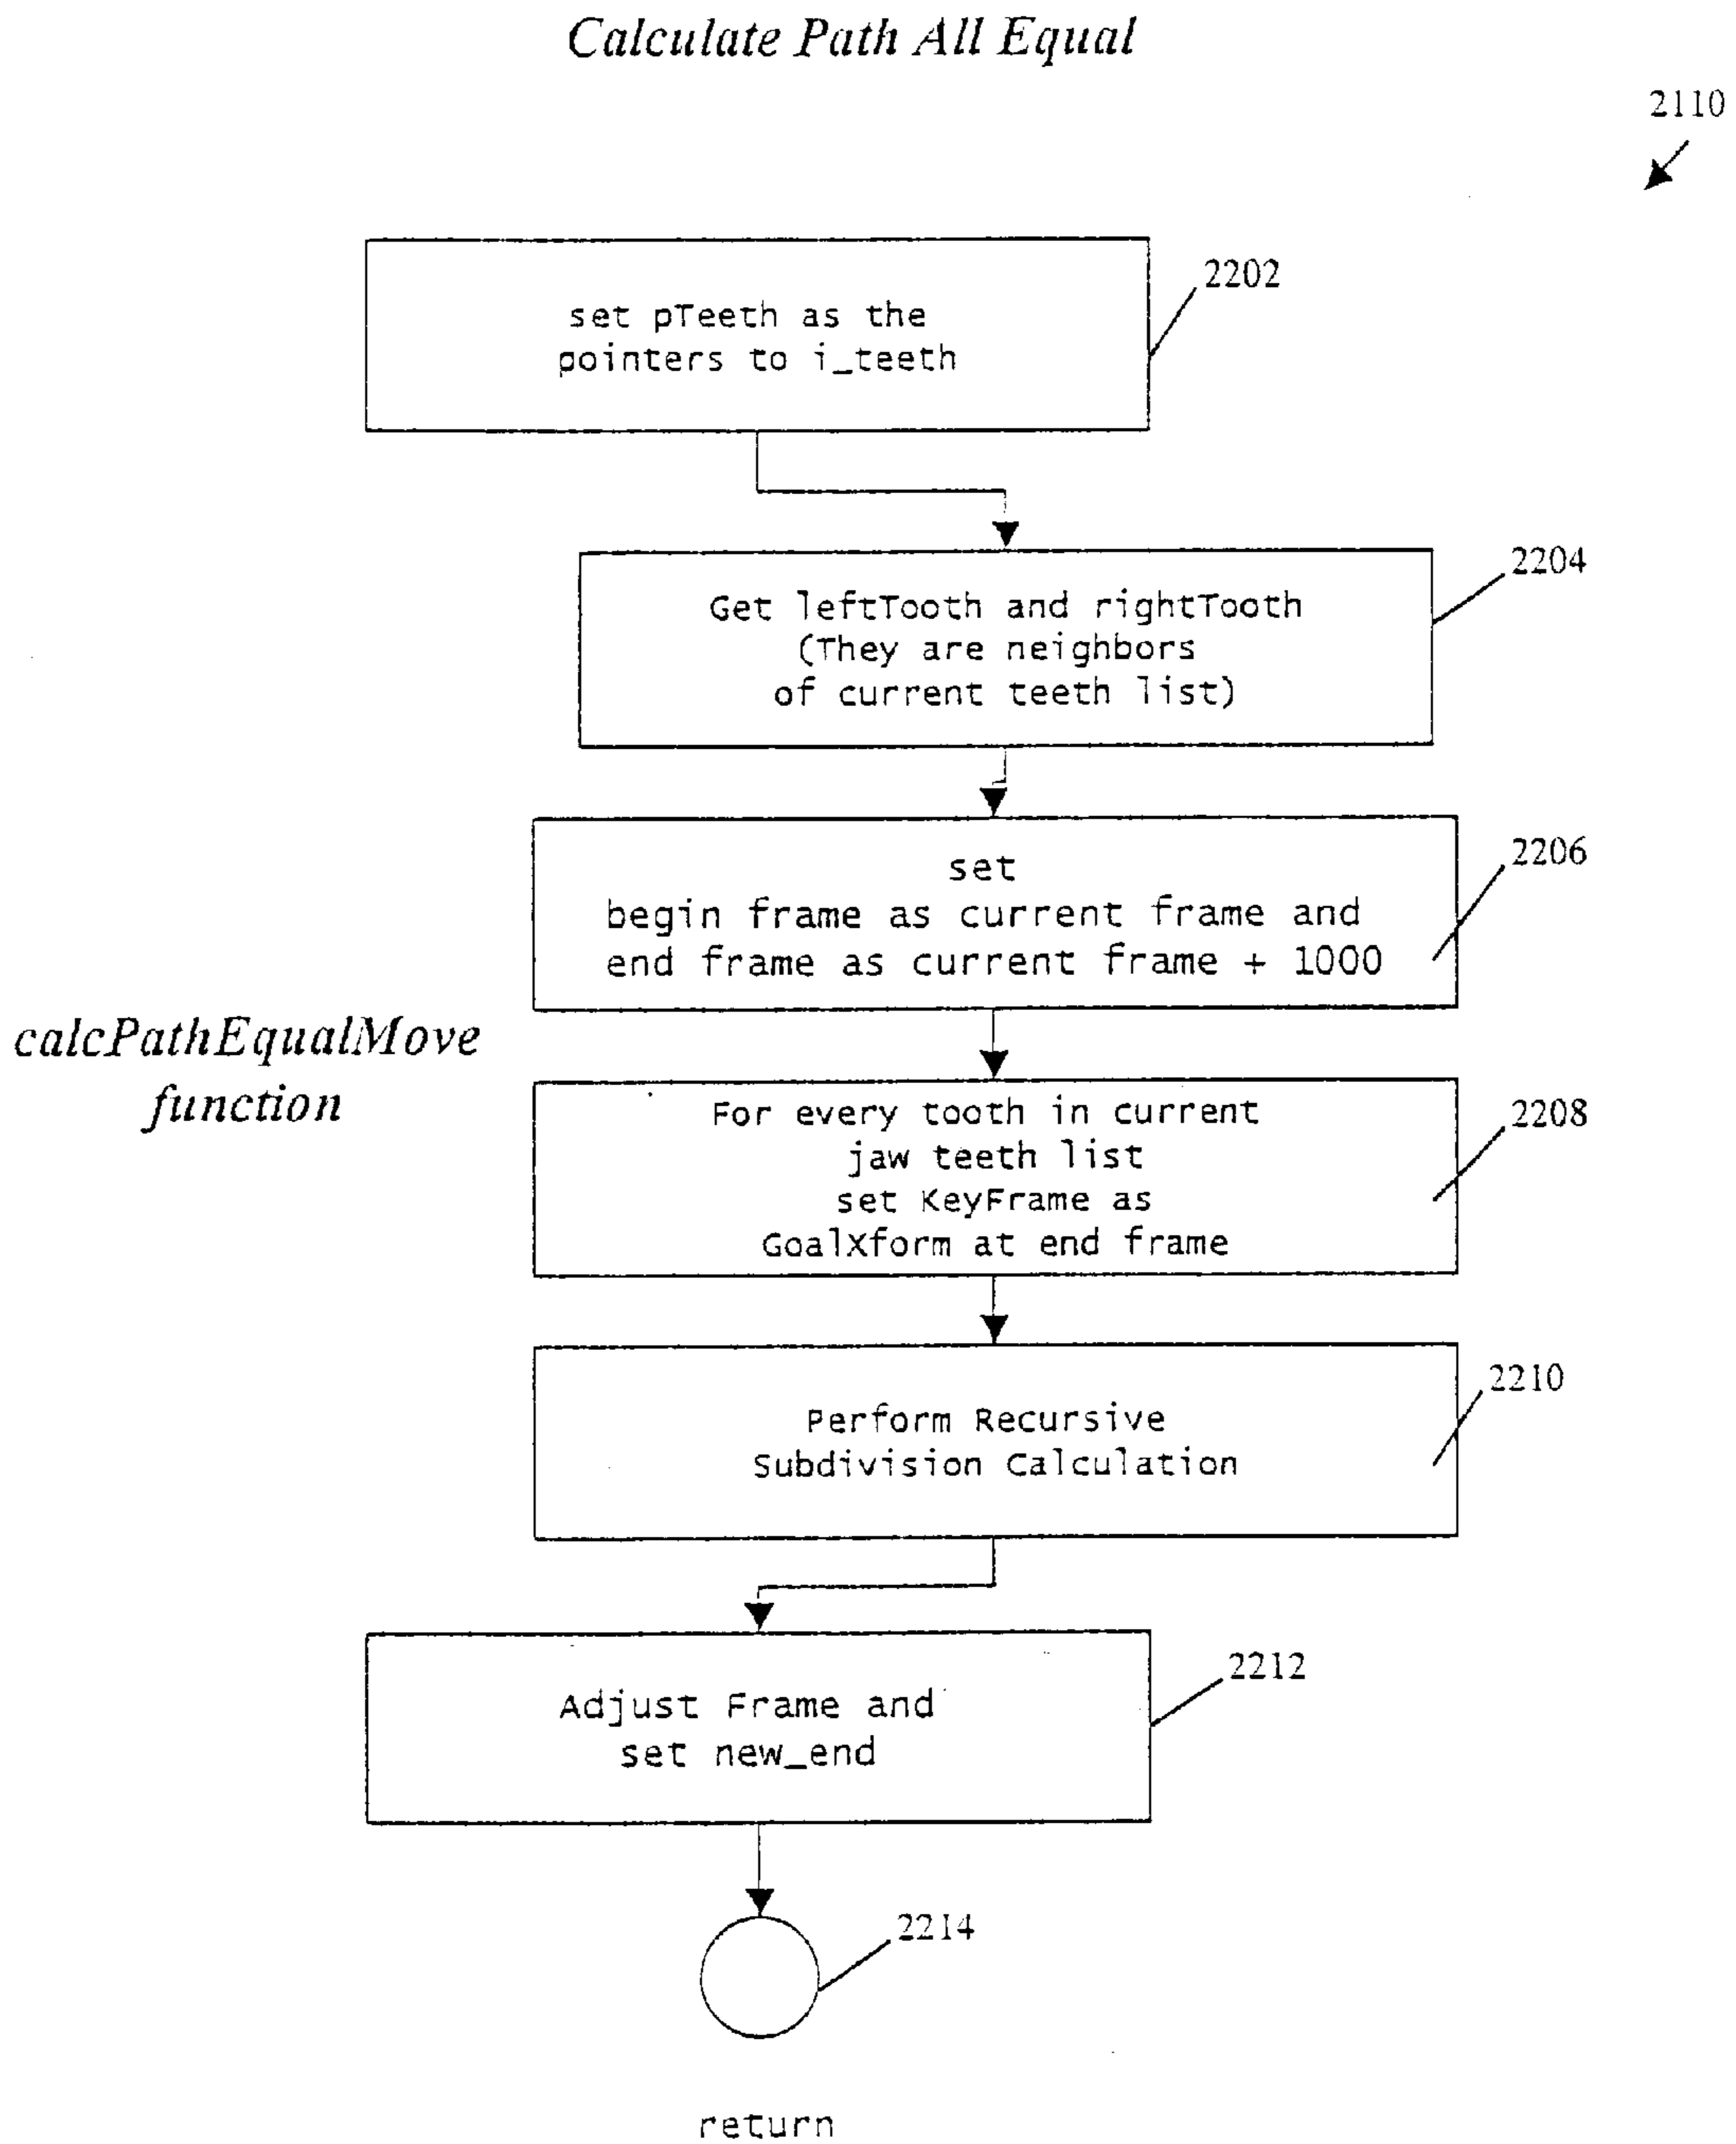 Calculate Path All Equal
2110
2202
set pTeeth as the
pointers to i_teeth
2204
Get leftTooth and rightTooth
(They are neighbors
of current teeth list)
2206
set
begin frame as current frame and
end frame as current frame + 1000
calcPathEqualMove
function
2208
For every tooth in current
jaw teeth list
set KeyFrame as
GoalXform at end frame
2210
Perform Recursive
Subdivision Calculation
2212
Adjust Frame and
set new_end
2214
return